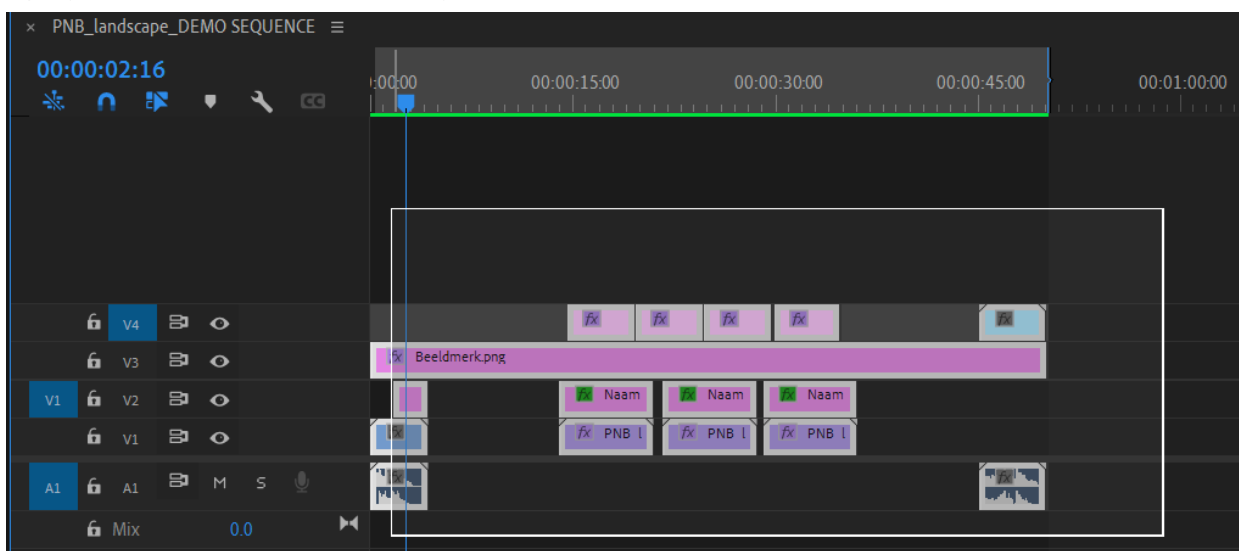 × PNB_landscape_DEMO SEQUENCE ≡
00:00:02:16
:00:00 00:00:15:00 00:00:30:00 00:00:45:00 00:01:00:00
CC
V4 fx fx fx fx fx
V3 fx Beeldmerk.png
V1 V2 fx Naam fx Naam fx Naam
V1 fx fx PNB l fx PNB l fx PNB l
A1 A1 M S fx fx
Mix 0.0